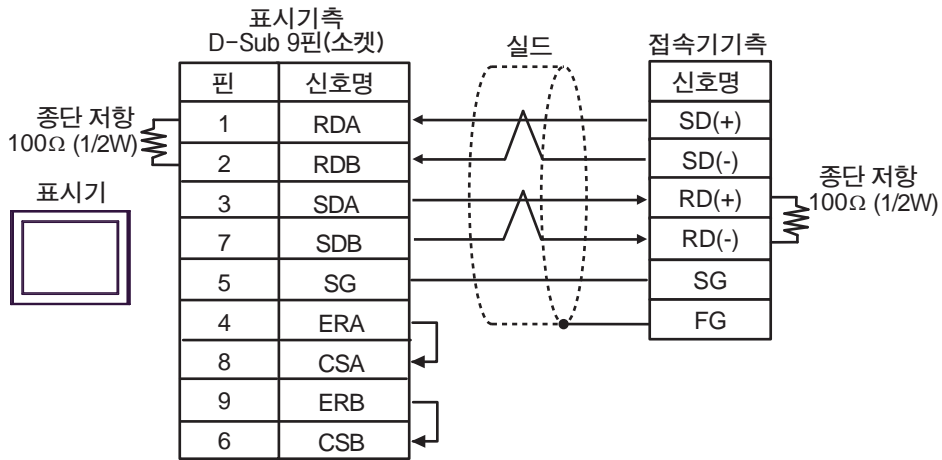 표시기측
D-Sub 9핀(소켓)
실드
접속기기측
핀 신호명
신호명
종단 저항
100Ω (1/2W)
1 RDA
SD(+)
2 RDB
SD(-)
표시기
3 SDA
RD(+)
종단 저항
100Ω (1/2W)
7 SDB
RD(-)
5 SG
SG
4 ERA
FG
8 CSA
9 ERB
6 CSB